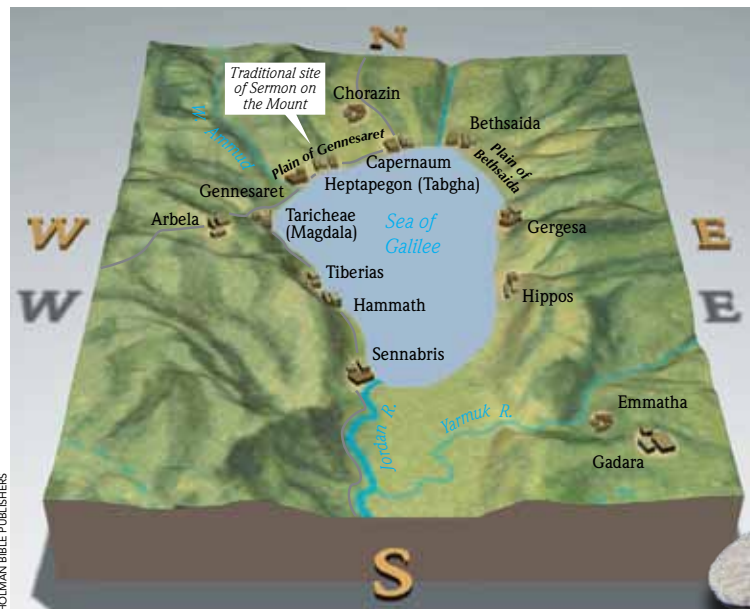 N
Traditional site
of Sermon on
the Mount
Chorazin
Bethsaida
W. Ammud
Plain of Gennesaret
Capernaum
Plain of
Bethsaida
Heptapegon (Tabgha)
Gennesaret
Arbela
Taricheae
(Magdala)
Sea of
Galilee
Gergesa
W
E
W
E
Tiberias
Hammath
Hippos
Sennabris
Jordan R.
Yarmuk R.
Emmatha
Gadara
S
HOLMAN BIBLE PUBLISHERS